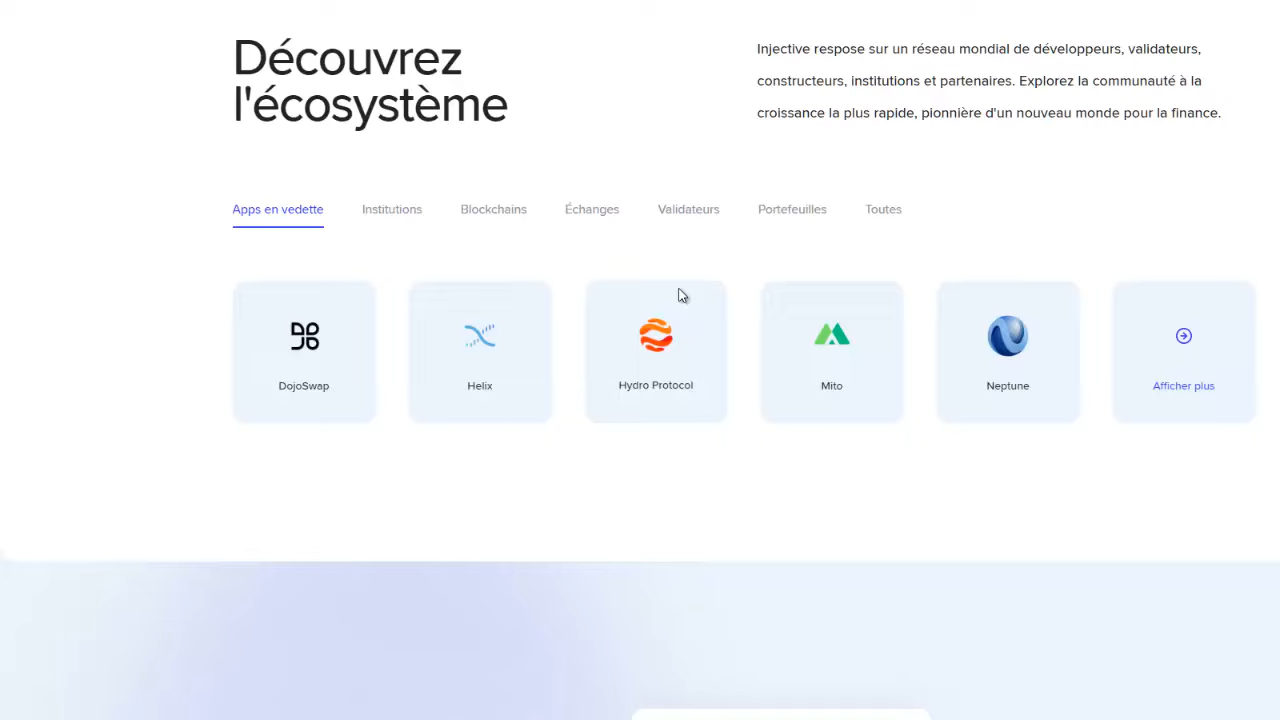 Découvrez
l'écosystème
Injective respose sur un réseau mondial de développeurs, validateurs,
constructeurs, institutions et partenaires. Explorez la communauté à la
croissance la plus rapide, pionnière d'un nouveau monde pour la finance.
Apps en vedette
Institutions
Blockchains
Échanges
Validateurs
Portefeuilles
Toutes
DojoSwap
Helix
Hydro Protocol
Mito
Neptune
Afficher plus